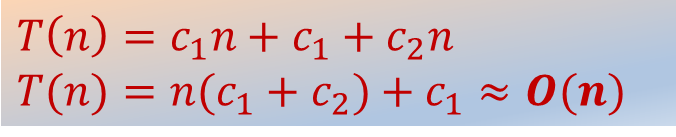 T(n) = c₁n + c₁ + c₂n
T(n) = n(c₁ + c₂) + c₁ ≈ O(n)